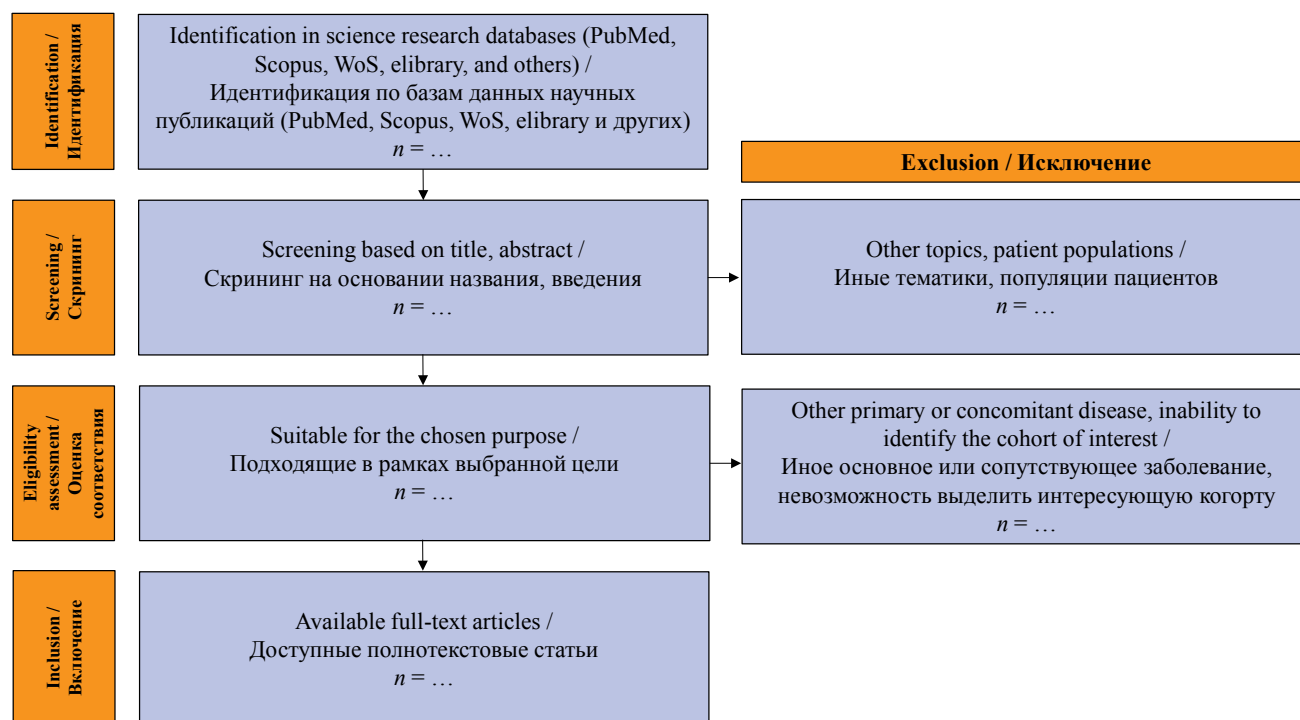 Identification /
Идентификация
Identification in science research databases (PubMed,
Scopus, WoS, elibrary, and others) /
Идентификация по базам данных научных
публикаций (PubMed, Scopus, WoS, elibrary и других)
n = …
Exclusion / Исключение
Screening /
Скрининг
Screening based on title, abstract /
Скрининг на основании названия, введения
n = …
Other topics, patient populations /
Иные тематики, популяции пациентов
n = …
Eligibility
assessment /
Оценка
соответствия
Suitable for the chosen purpose /
Подходящие в рамках выбранной цели
n = …
Other primary or concomitant disease, inability to
identify the cohort of interest /
Иное основное или сопутствующее заболевание,
невозможность выделить интересующую когорту
n = …
Inclusion /
Включение
Available full-text articles /
Доступные полнотекстовые статьи
n = …